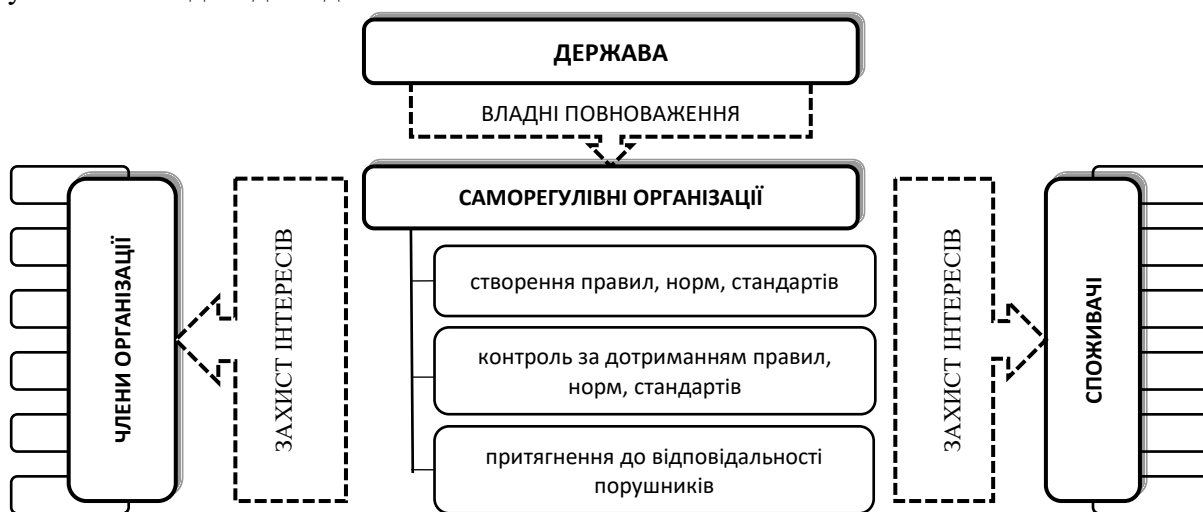 ДЕРЖАВА
ВЛАДНІ ПОВНОВАЖЕННЯ
САМОРЕГУЛІВНІ ОРГАНІЗАЦІЇ
ЧЛЕНИ ОРГАНІЗАЦІЇ
ЗАХИСТ ІНТЕРЕСІВ
створення правил, норм, стандартів
контроль за дотриманням правил,
норм, стандартів
притягнення до відповідальності
порушників
ЗАХИСТ ІНТЕРЕСІВ
СПОЖИВАЧІ